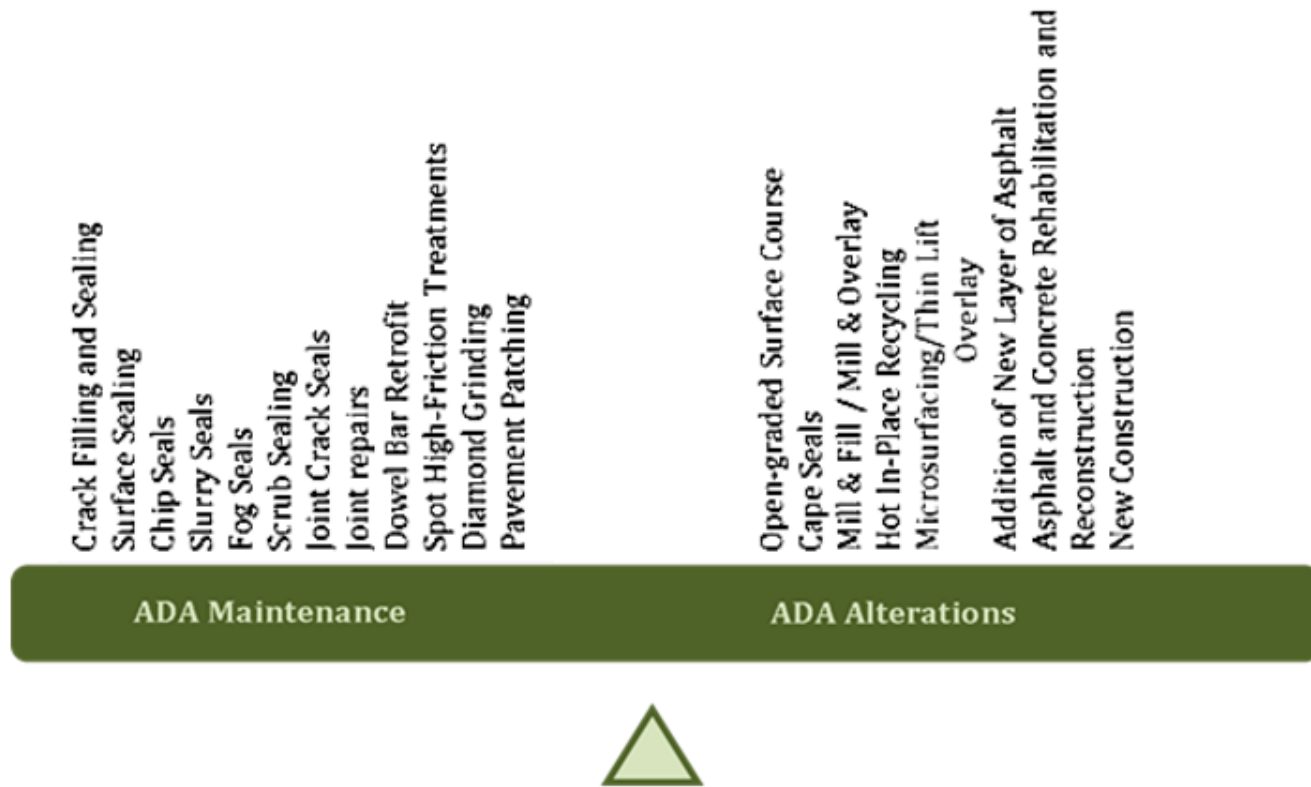 Crack Filling and Sealing
Surface Sealing
Chip Seals
Slurry Seals
Fog Seals
Scrub Sealing
Joint Crack Seals
Joint repairs
Dowel Bar Retrofit
Spot High-Friction Treatments
Diamond Grinding
Pavement Patching
Open-graded Surface Course
Cape Seals
Mill & Fill / Mill & Overlay
Hot In-Place Recycling
Microsurfacing/Thin Lift
Overlay
Addition of New Layer of Asphalt
Asphalt and Concrete Rehabilitation and
Reconstruction
New Construction
ADA Maintenance
ADA Alterations